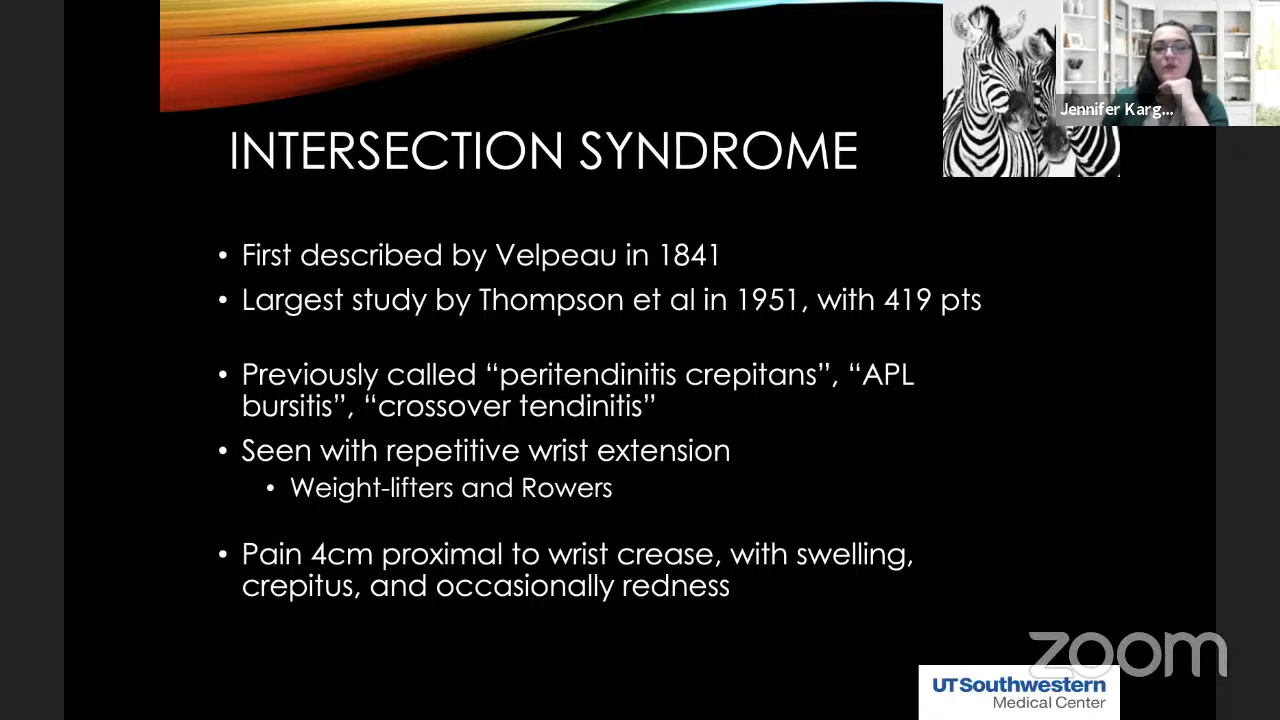 Jennifer Karg...
INTERSECTION SYNDROME
• First described by Velpeau in 1841
• Largest study by Thompson et al in 1951, with 419 pts
• Previously called “peritendinitis crepitans”, “APL
bursitis”, “crossover tendinitis”
• Seen with repetitive wrist extension
• Weight-lifters and Rowers
• Pain 4cm proximal to wrist crease, with swelling,
crepitus, and occasionally redness
zoom
UTSouthwestern
Medical Center